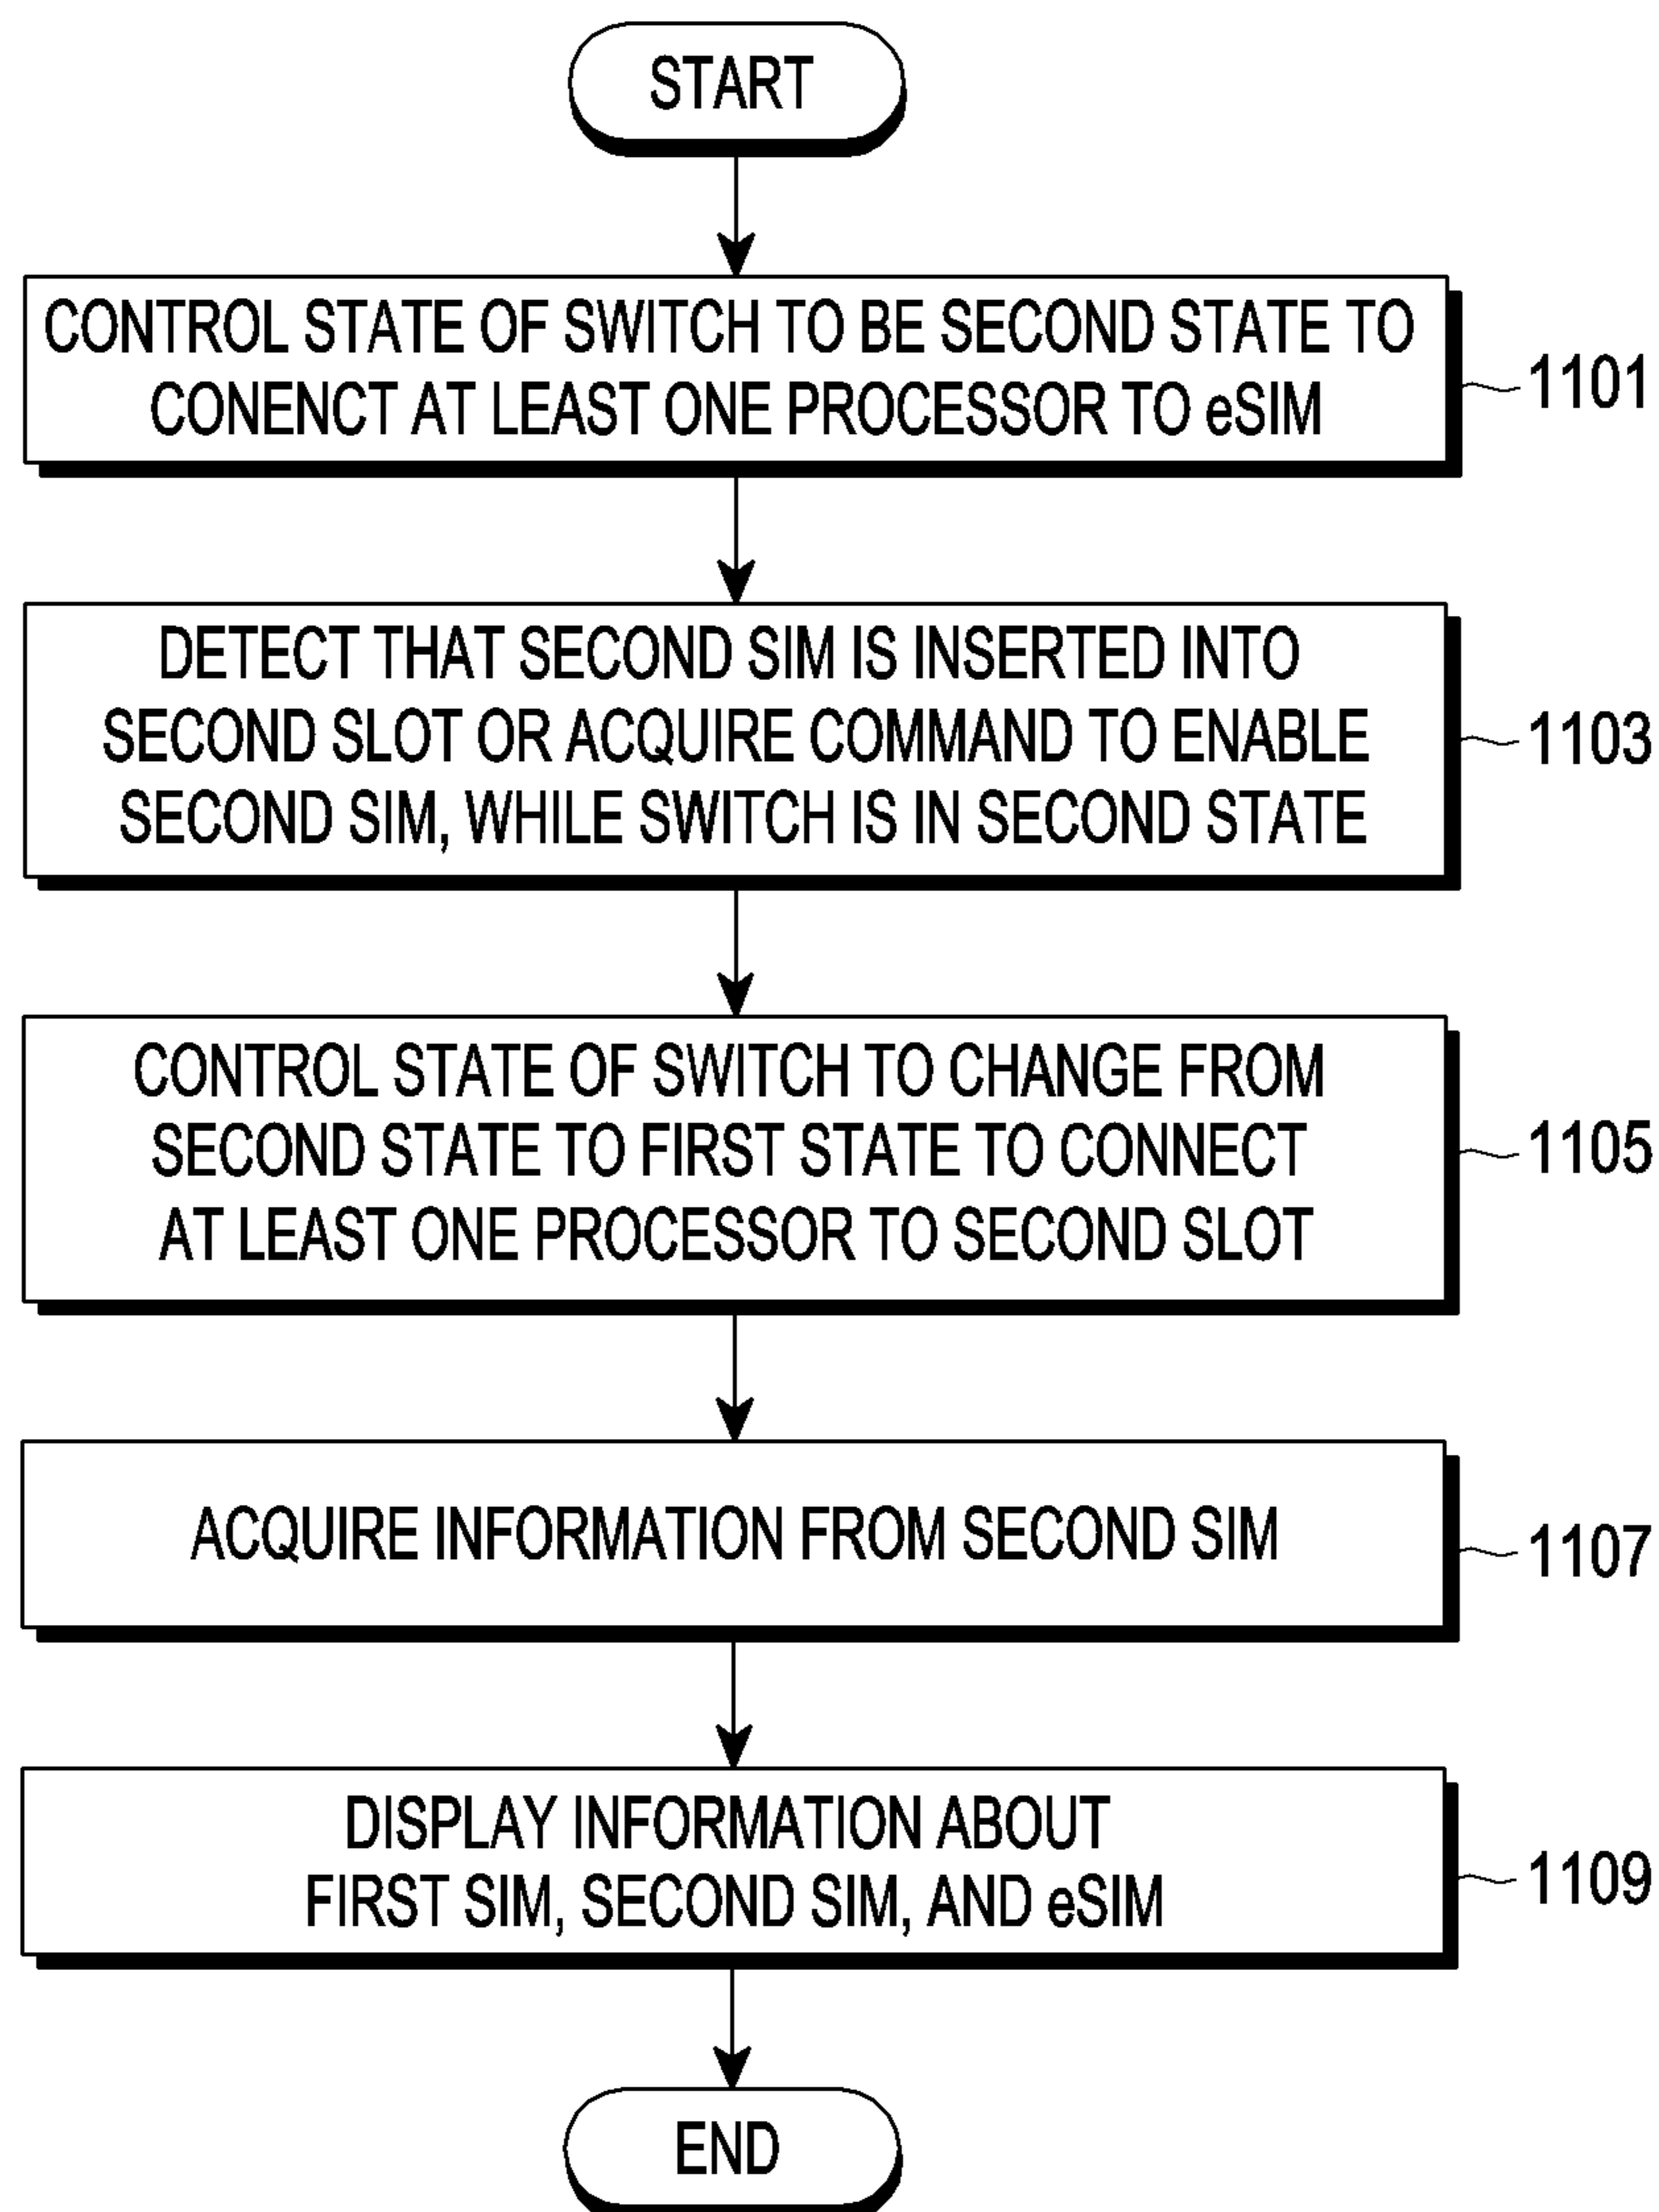 START
CONTROL STATE OF SWITCH TO BE SECOND STATE TO
CONENCT AT LEAST ONE PROCESSOR TO eSIM
1101
DETECT THAT SECOND SIM IS INSERTED INTO
SECOND SLOT OR ACQUIRE COMMAND TO ENABLE
SECOND SIM, WHILE SWITCH IS IN SECOND STATE
1103
CONTROL STATE OF SWITCH TO CHANGE FROM
SECOND STATE TO FIRST STATE TO CONNECT
AT LEAST ONE PROCESSOR TO SECOND SLOT
1105
ACQUIRE INFORMATION FROM SECOND SIM
1107
DISPLAY INFORMATION ABOUT
FIRST SIM, SECOND SIM, AND eSIM
1109
END